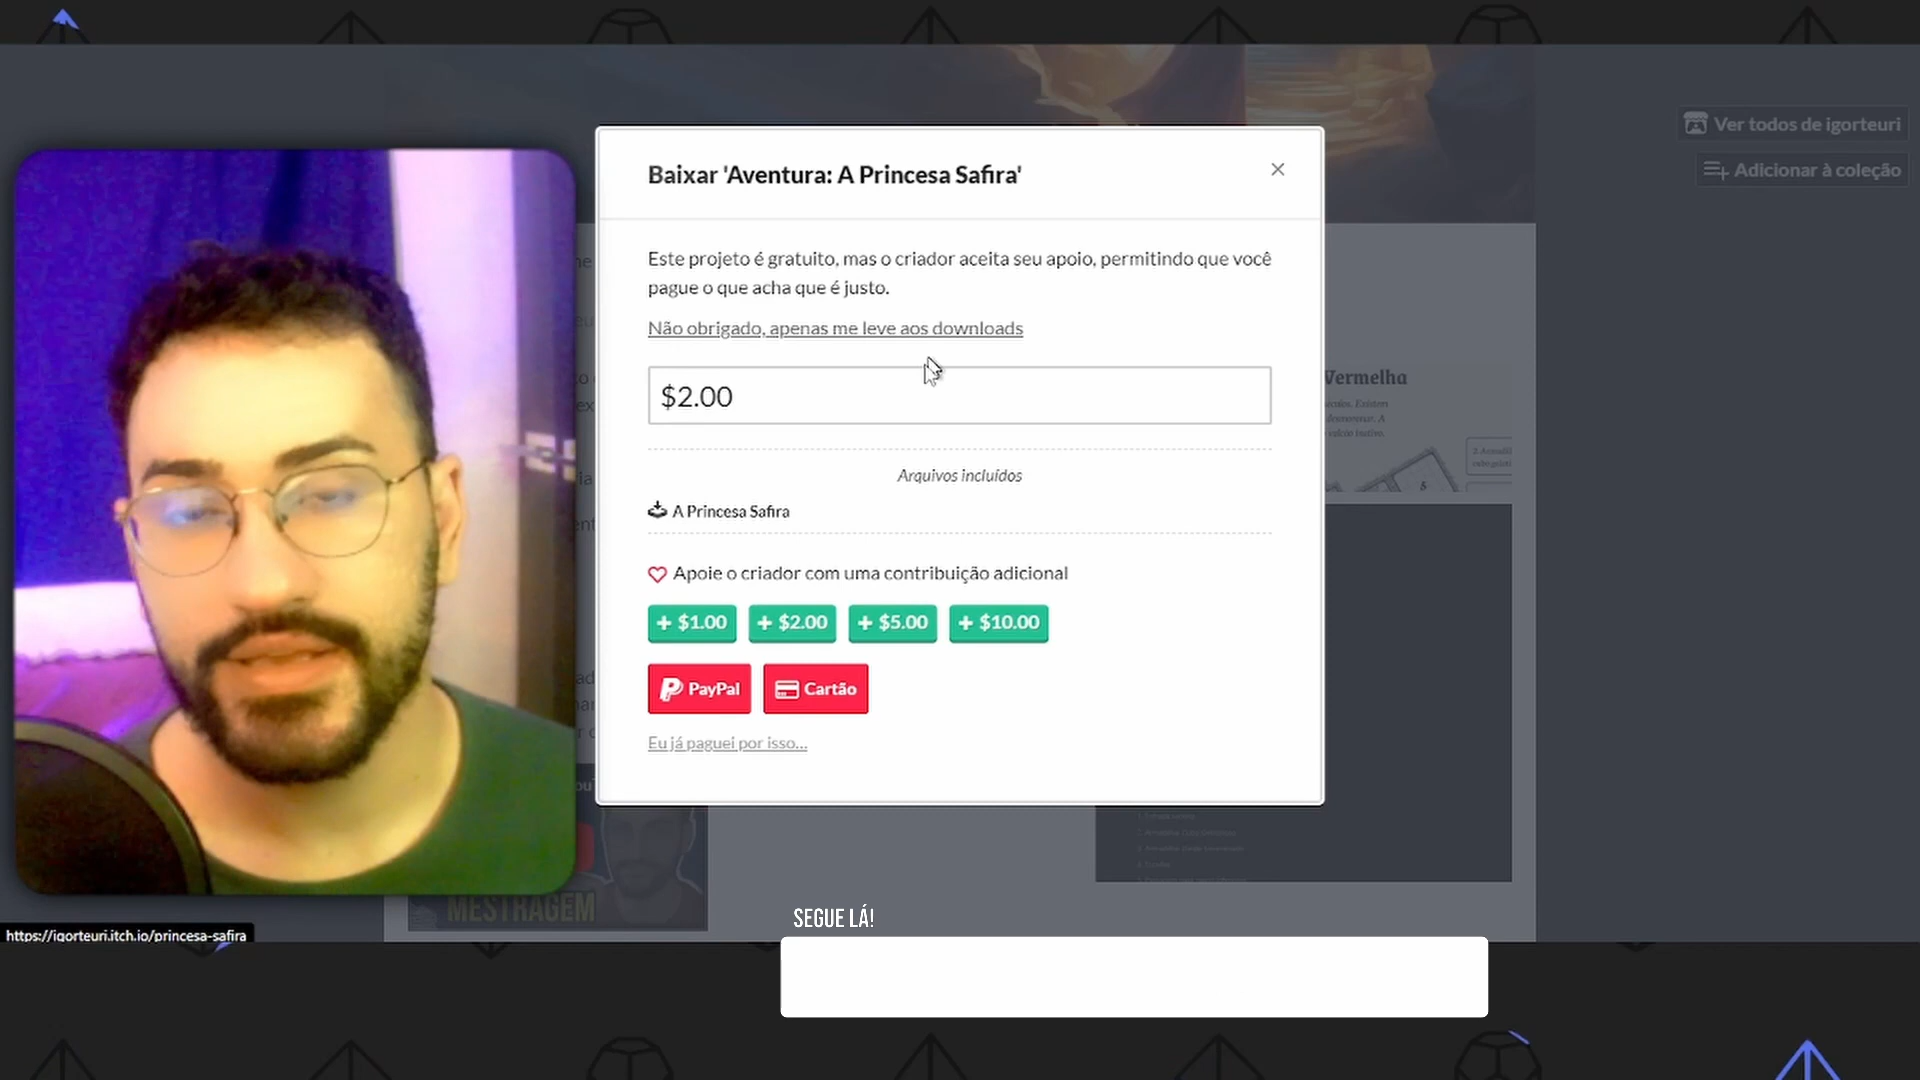 Ver todos de igorteuri
Adicionar à coleção
Baixar 'Aventura: A Princesa Safira'
Este projeto é gratuito, mas o criador aceita seu apoio, permitindo que você
pague o que acha que é justo.
Não obrigado, apenas me leve aos downloads
$2.00
Arquivos incluídos
A Princesa Safira
Apoie o criador com uma contribuição adicional
+ $1.00 + $2.00 + $5.00 + $10.00
PayPal Cartão
Eu já paguei por isso...
Vermelha
MESTRAGEM
SEGUE LÁ!
https://igorteuri.itch.io/princesa-safira